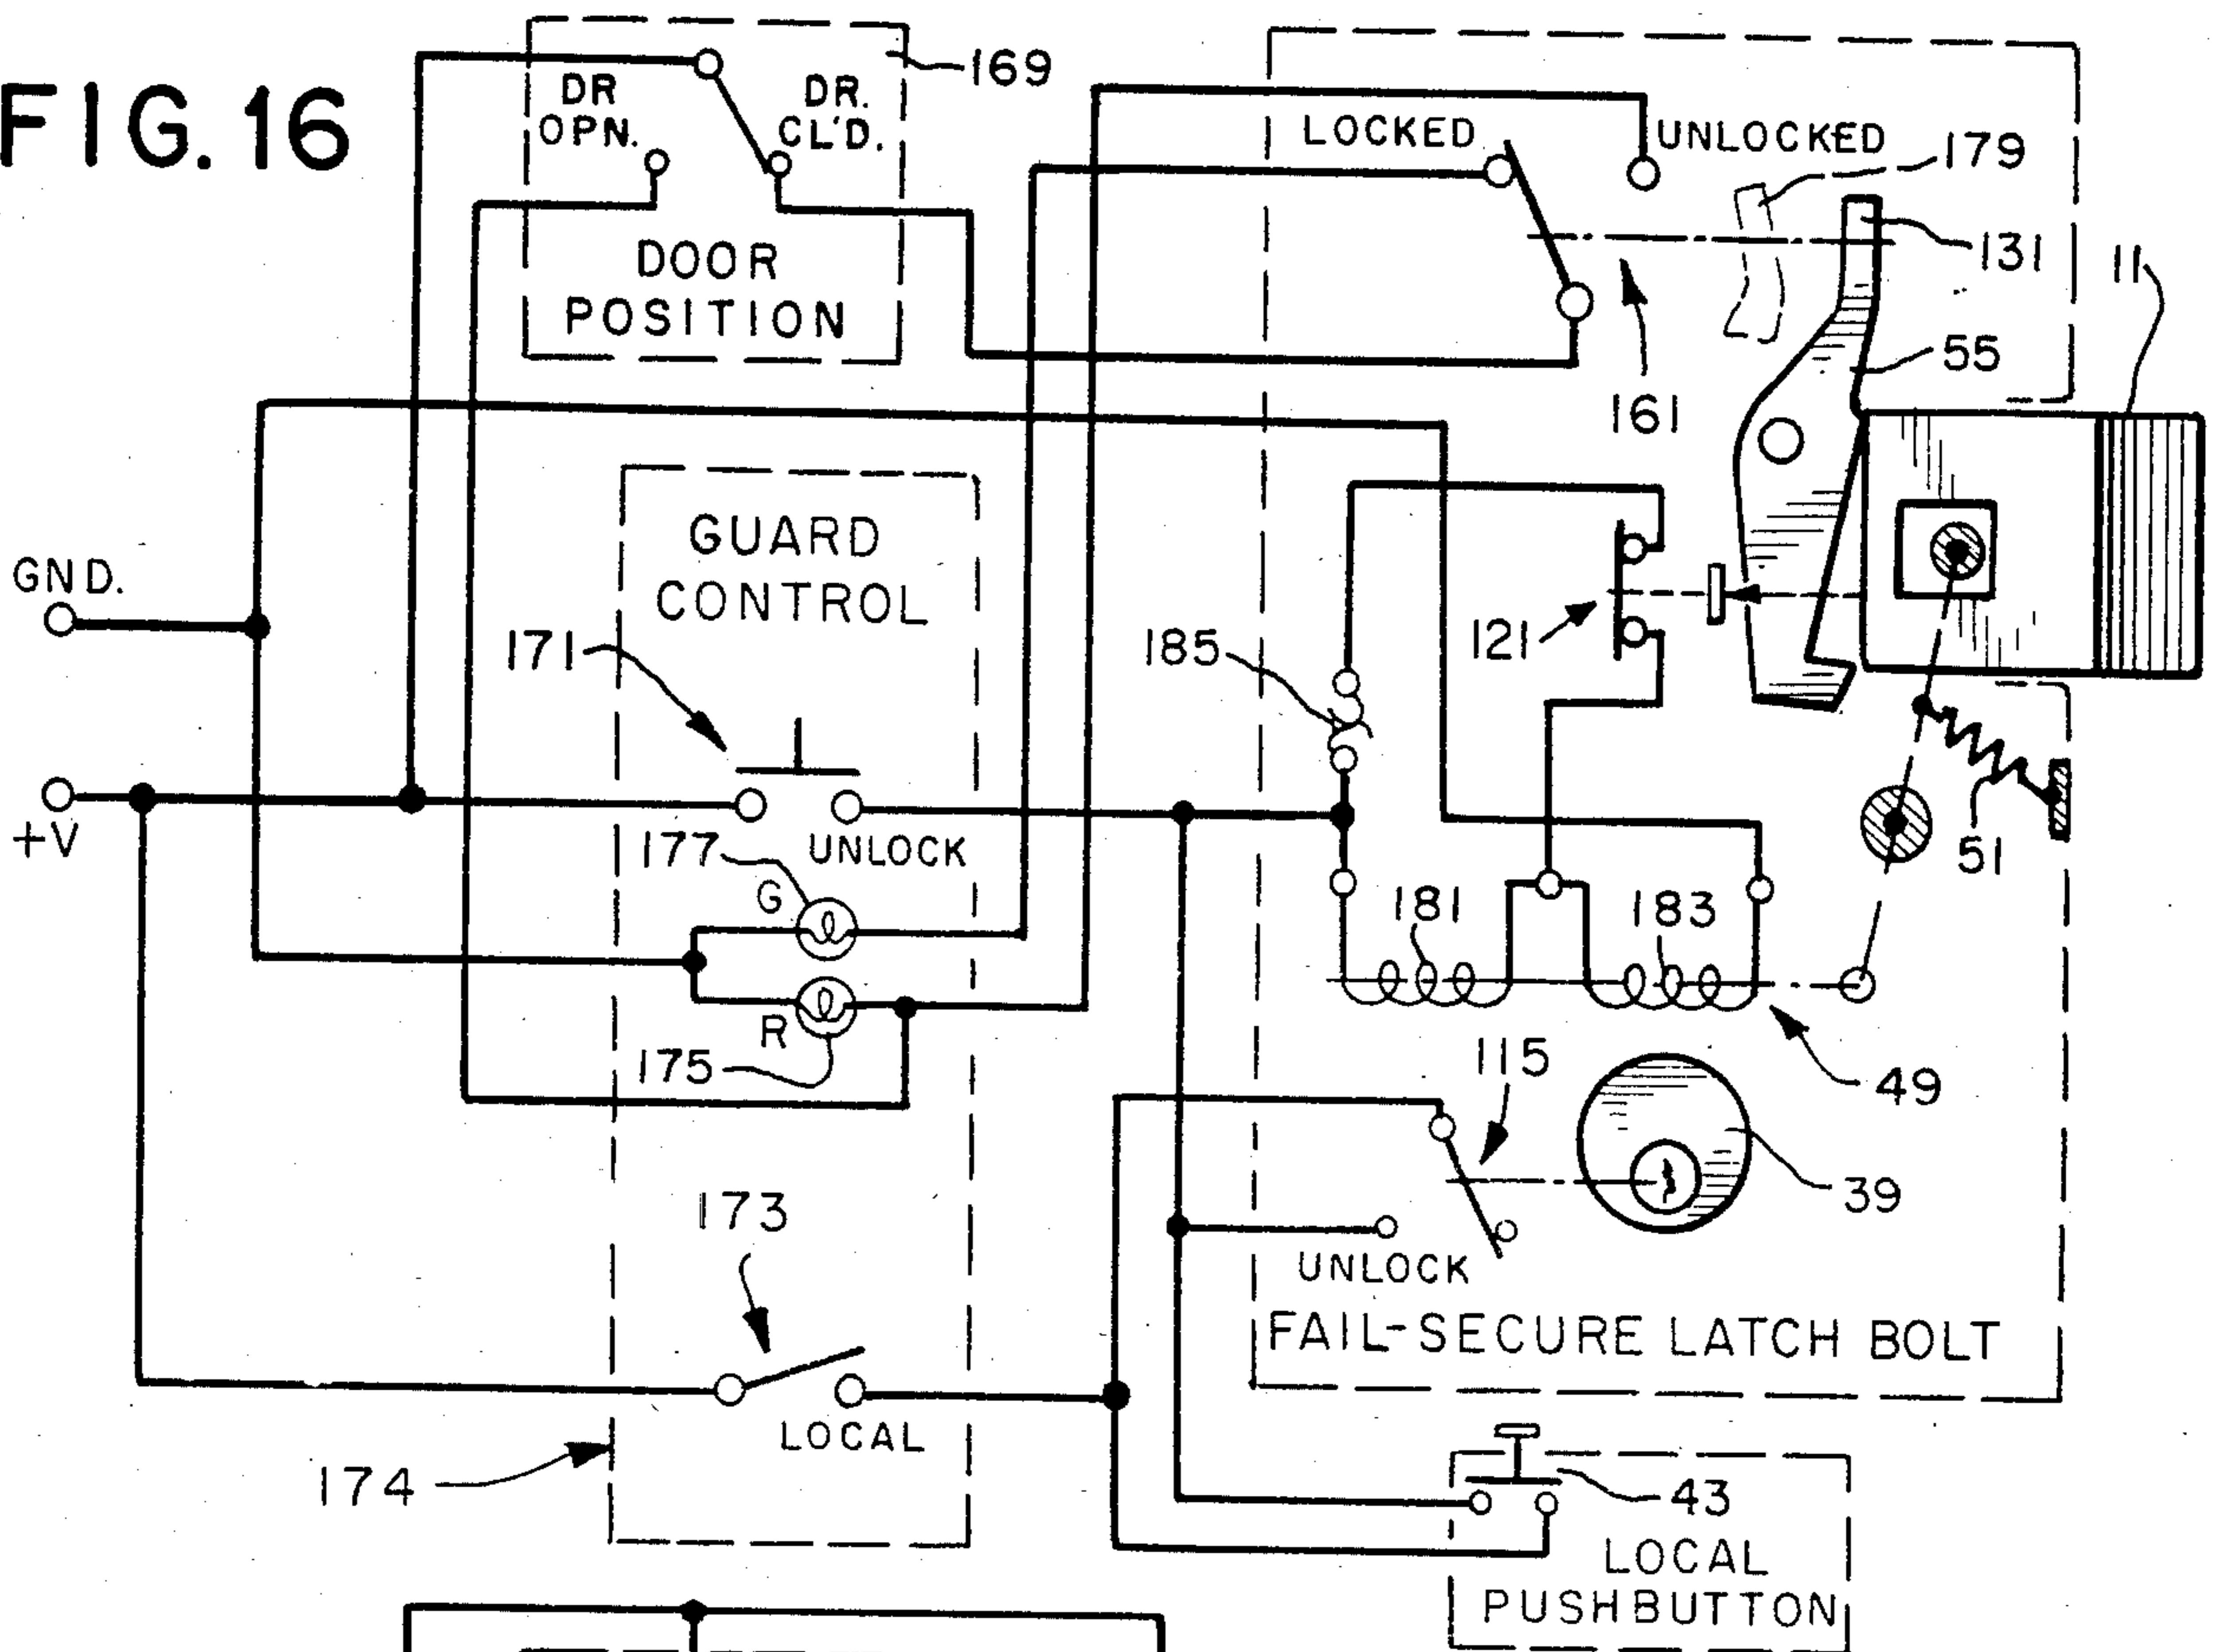 FIG. 16
DR
OPN.
DR.
CL'D.
169
DOOR
POSITION
LOCKED
UNLOCKED
179
131
11
55
161
GUARD
CONTROL
GND.
171
185
121
+V
177
UNLOCK
G
51
181
183
R
175
115
49
39
173
UNLOCK
FAIL-SECURE LATCH BOLT
LOCAL
174
43
LOCAL
PUSHBUTTON